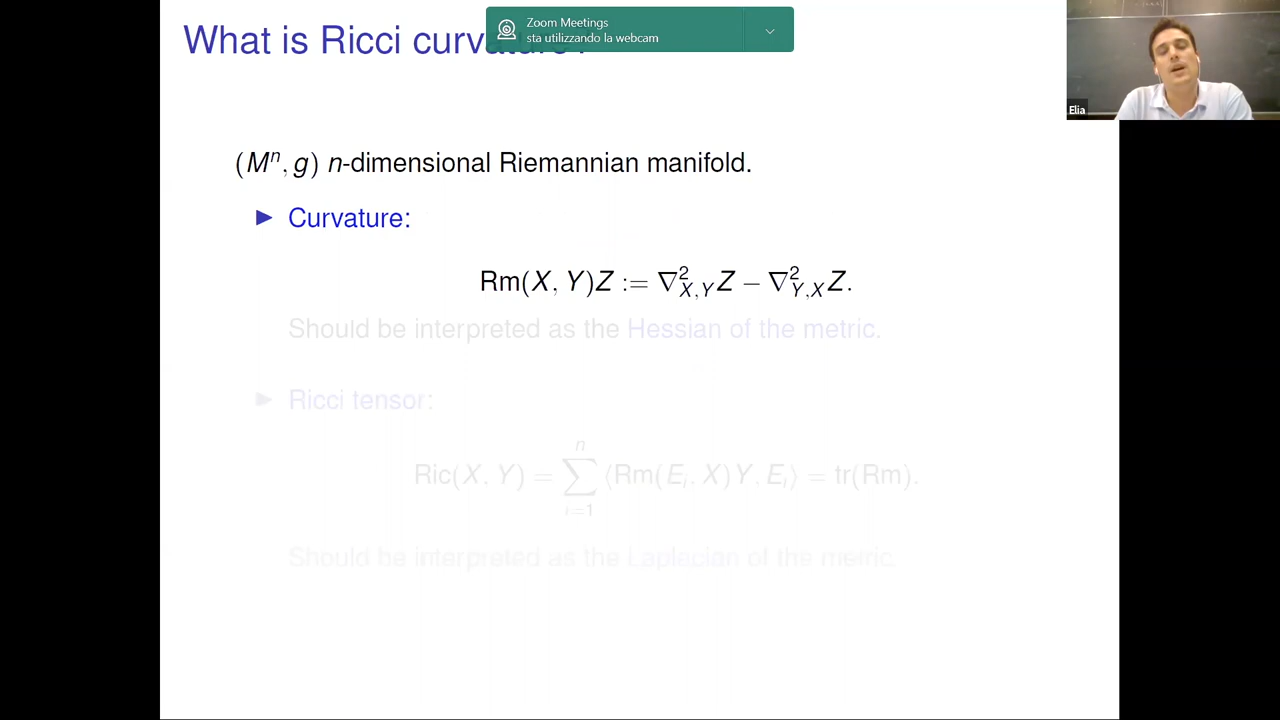 What is Ricci curvature?
Zoom Meetings
sta utilizzando la webcam
Elia
(Mⁿ, g) n-dimensional Riemannian manifold.
▶ Curvature:
Rm(X, Y)Z := ∇²_{X,Y}Z − ∇²_{Y,X}Z.
Should be interpreted as the Hessian of the metric.
▶ Ricci tensor:
Ric(X, Y) = ∑_{i=1}^{n} ⟨Rm(E_i, X)Y, E_i⟩ = tr(Rm).
Should be interpreted as the Laplacian of the metric.